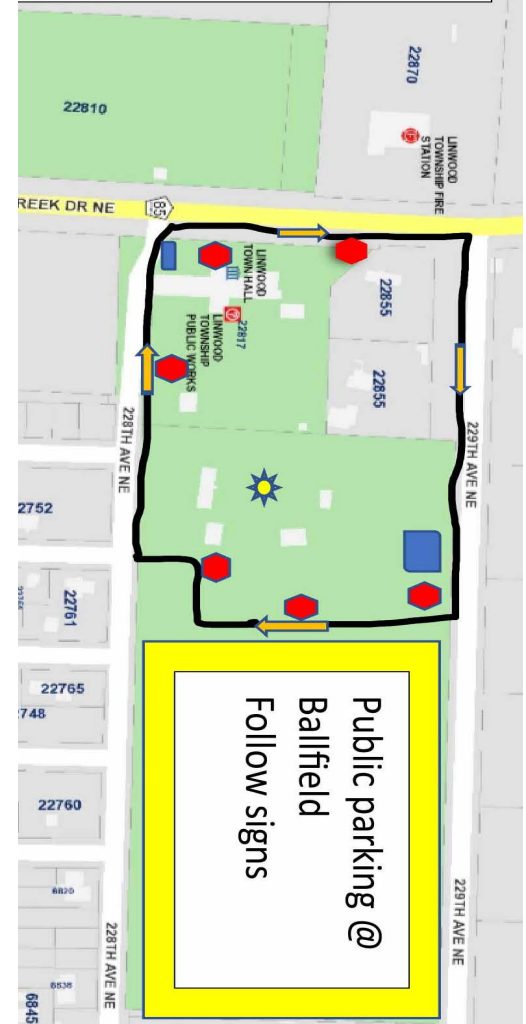 22810
22870
LINWOOD
TOWNSHIP FIRE
STATION
REEK DR NE
85
LINWOOD
TOWN HALL
22817
LINWOOD
TOWNSHIP
PUBLIC WORKS
22855
22855
228TH AVE NE
229TH AVE NE
2752
22761
22765
748
22760
6820
6838
6845
228TH AVE NE
229TH AVE NE
Public parking @
Ballfield
Follow signs